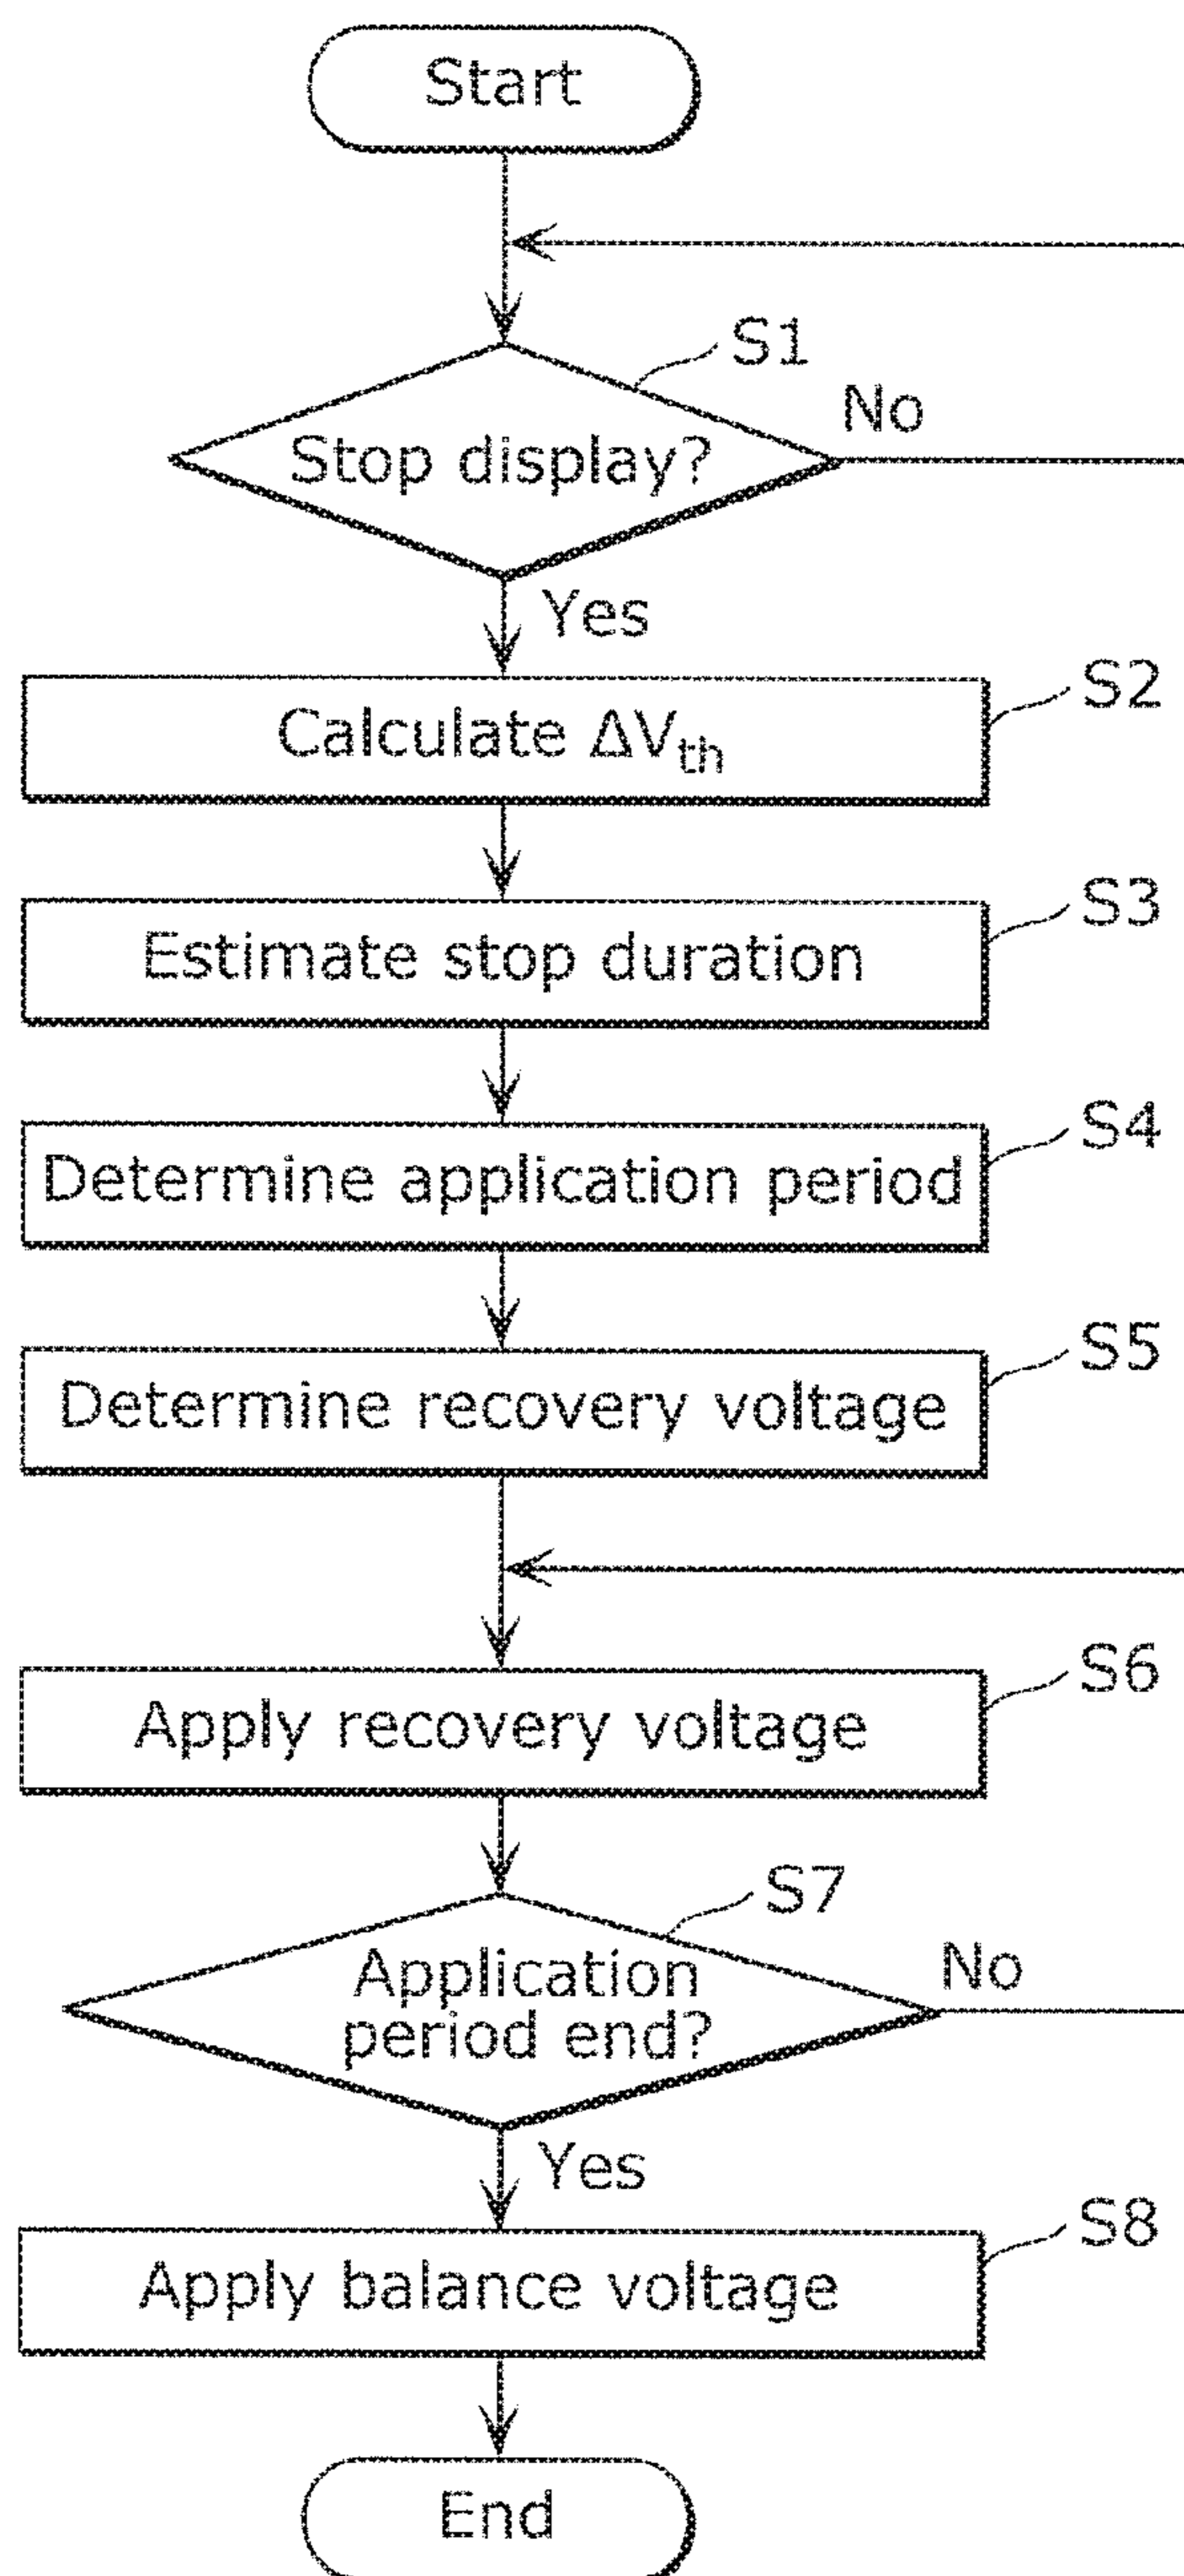 Start
S1
No
Stop display?
Yes
S2
Calculate ΔVth
S3
Estimate stop duration
S4
Determine application period
S5
Determine recovery voltage
S6
Apply recovery voltage
S7
No
Application
period end?
Yes
S8
Apply balance voltage
End